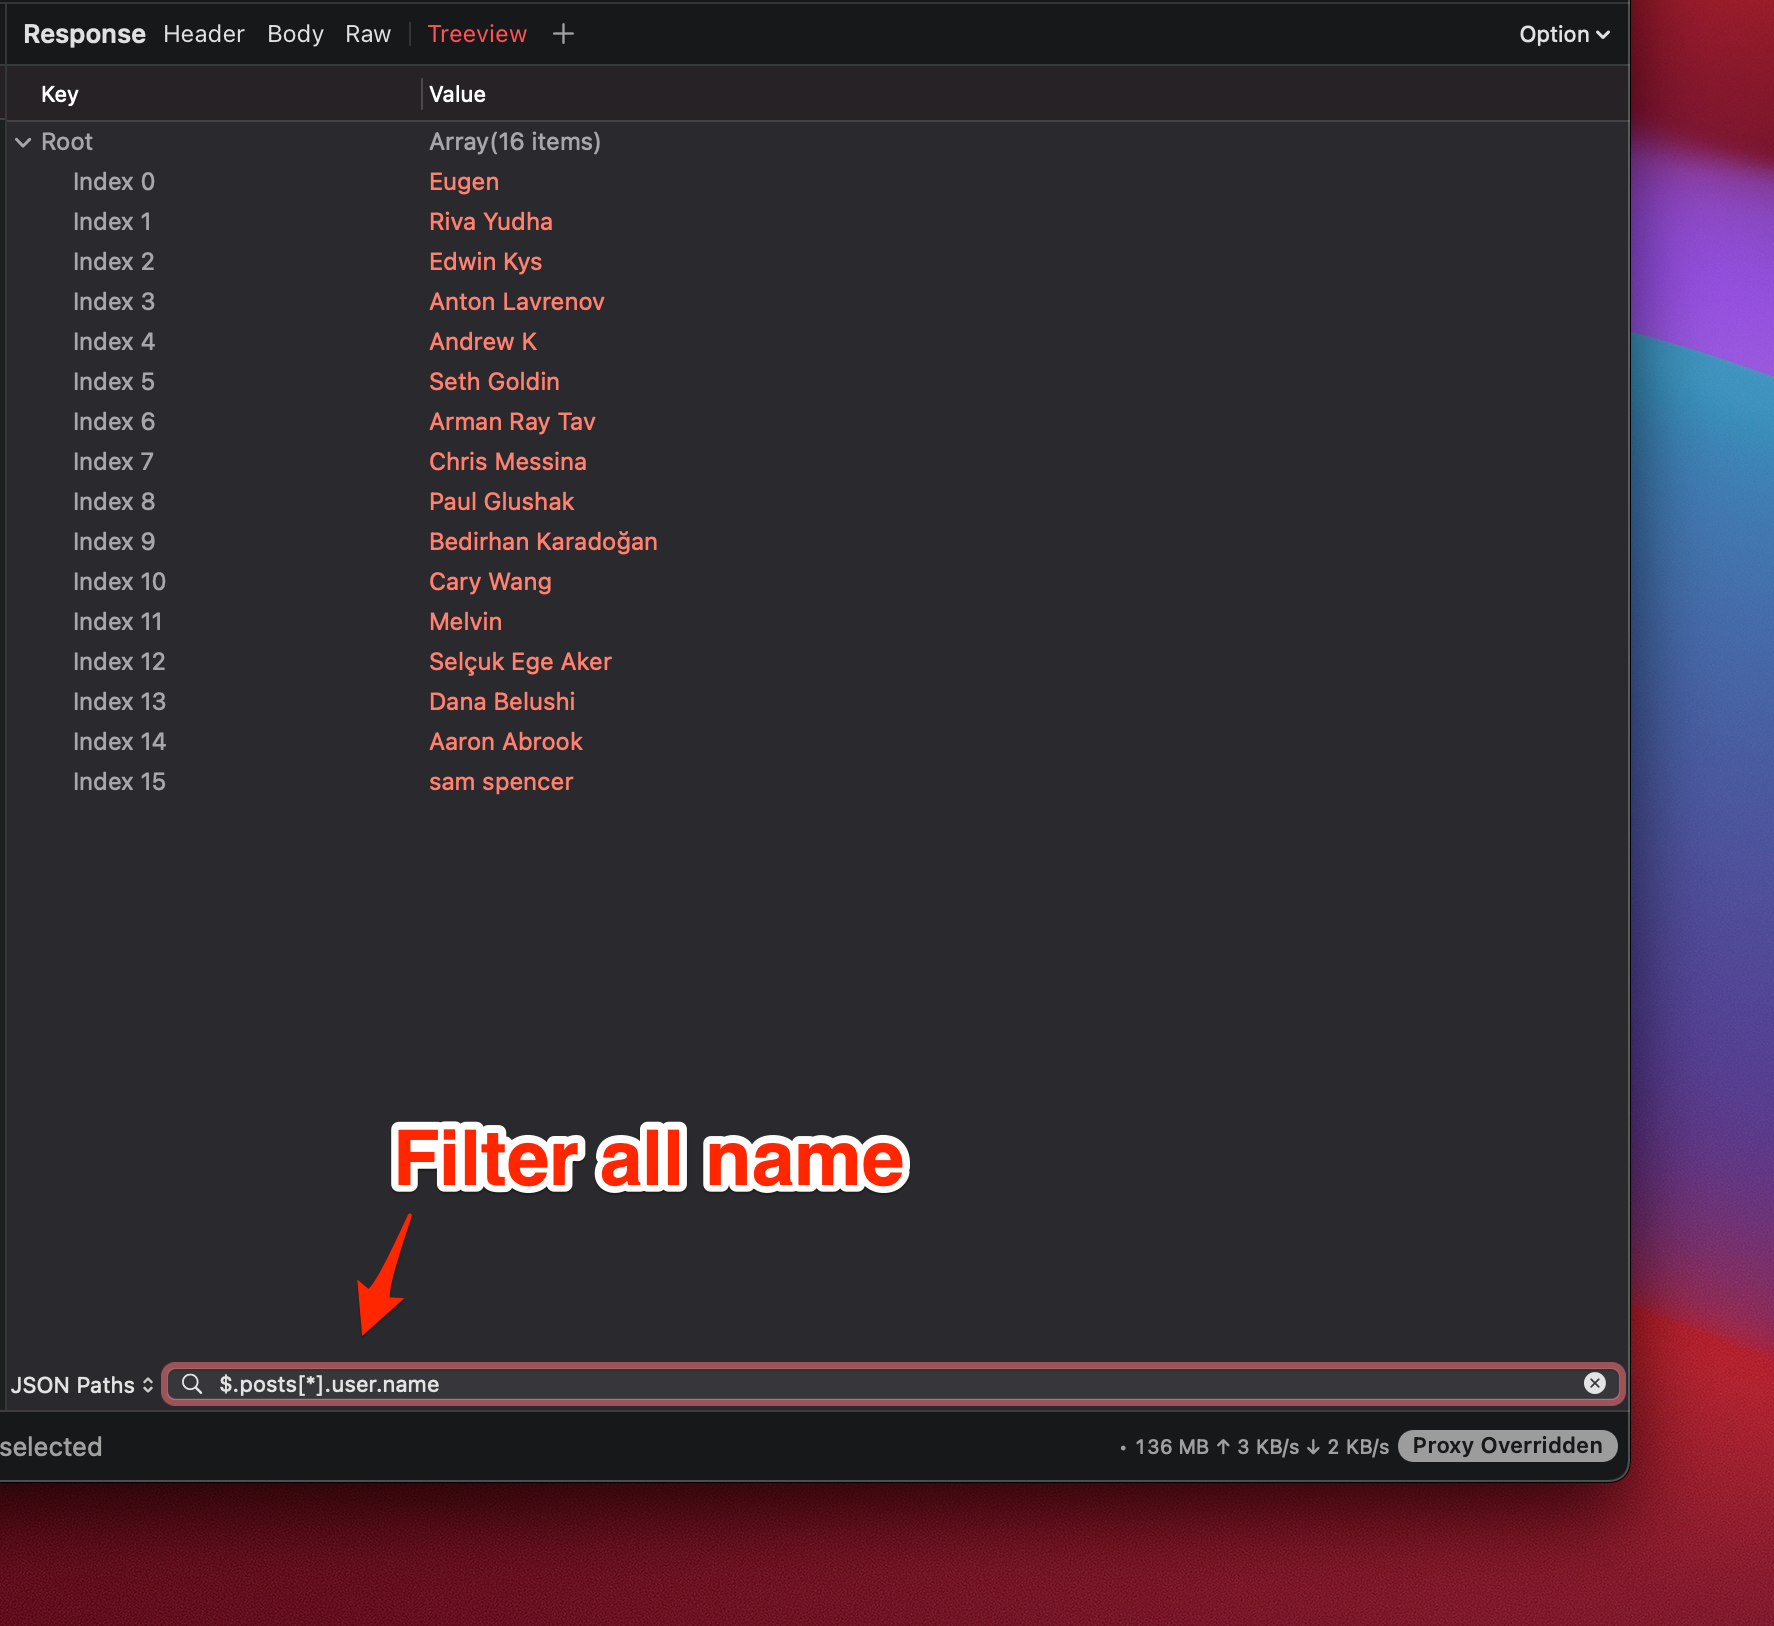 Response Header Body Raw Treeview + Option
Key Value
Root Array(16 items)
Index 0 Eugen
Index 1 Riva Yudha
Index 2 Edwin Kys
Index 3 Anton Lavrenov
Index 4 Andrew K
Index 5 Seth Goldin
Index 6 Arman Ray Tav
Index 7 Chris Messina
Index 8 Paul Glushak
Index 9 Bedirhan Karadoğan
Index 10 Cary Wang
Index 11 Melvin
Index 12 Selçuk Ege Aker
Index 13 Dana Belushi
Index 14 Aaron Abrook
Index 15 sam spencer
Filter all name
JSON Paths $.posts[*].user.name
selected • 136 MB ↑ 3 KB/s ↓ 2 KB/s Proxy Overridden